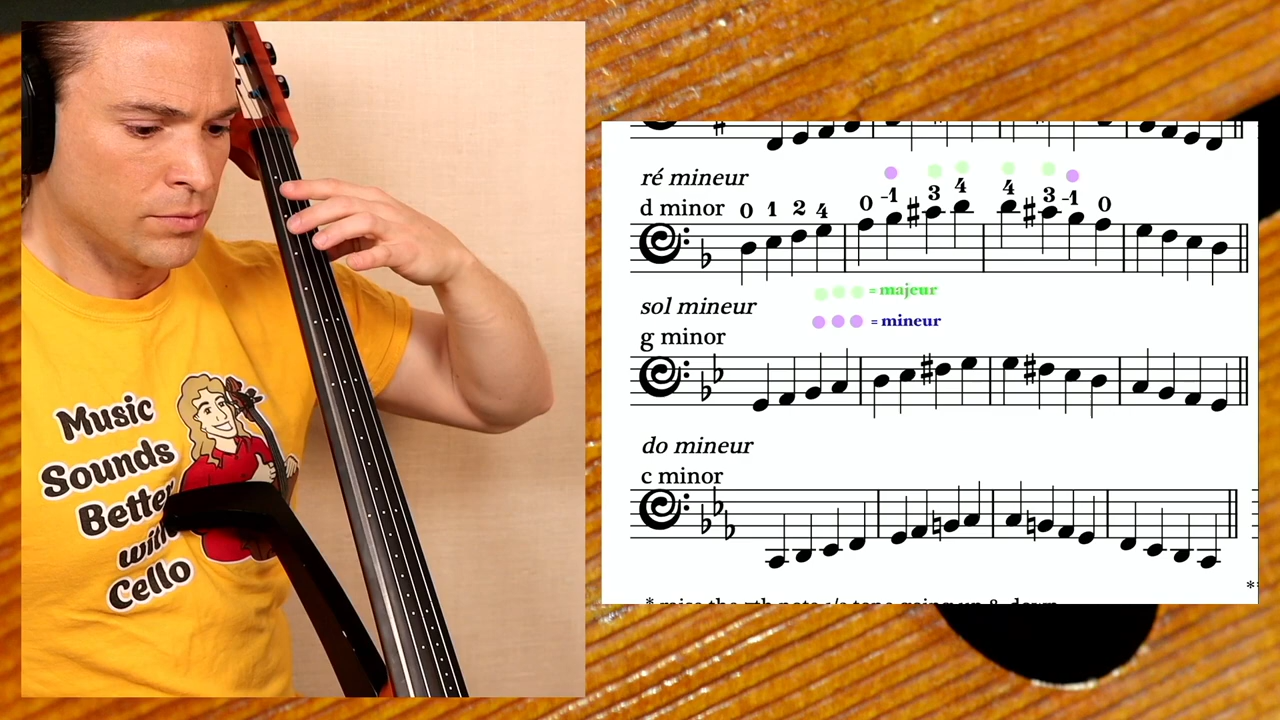 Music
Sounds
Better
with
Cello
ré mineur
d minor 0 1 2 4 0 -1 3 4 4 3 -1 0
= majeur
= mineur
sol mineur
g minor
do mineur
c minor